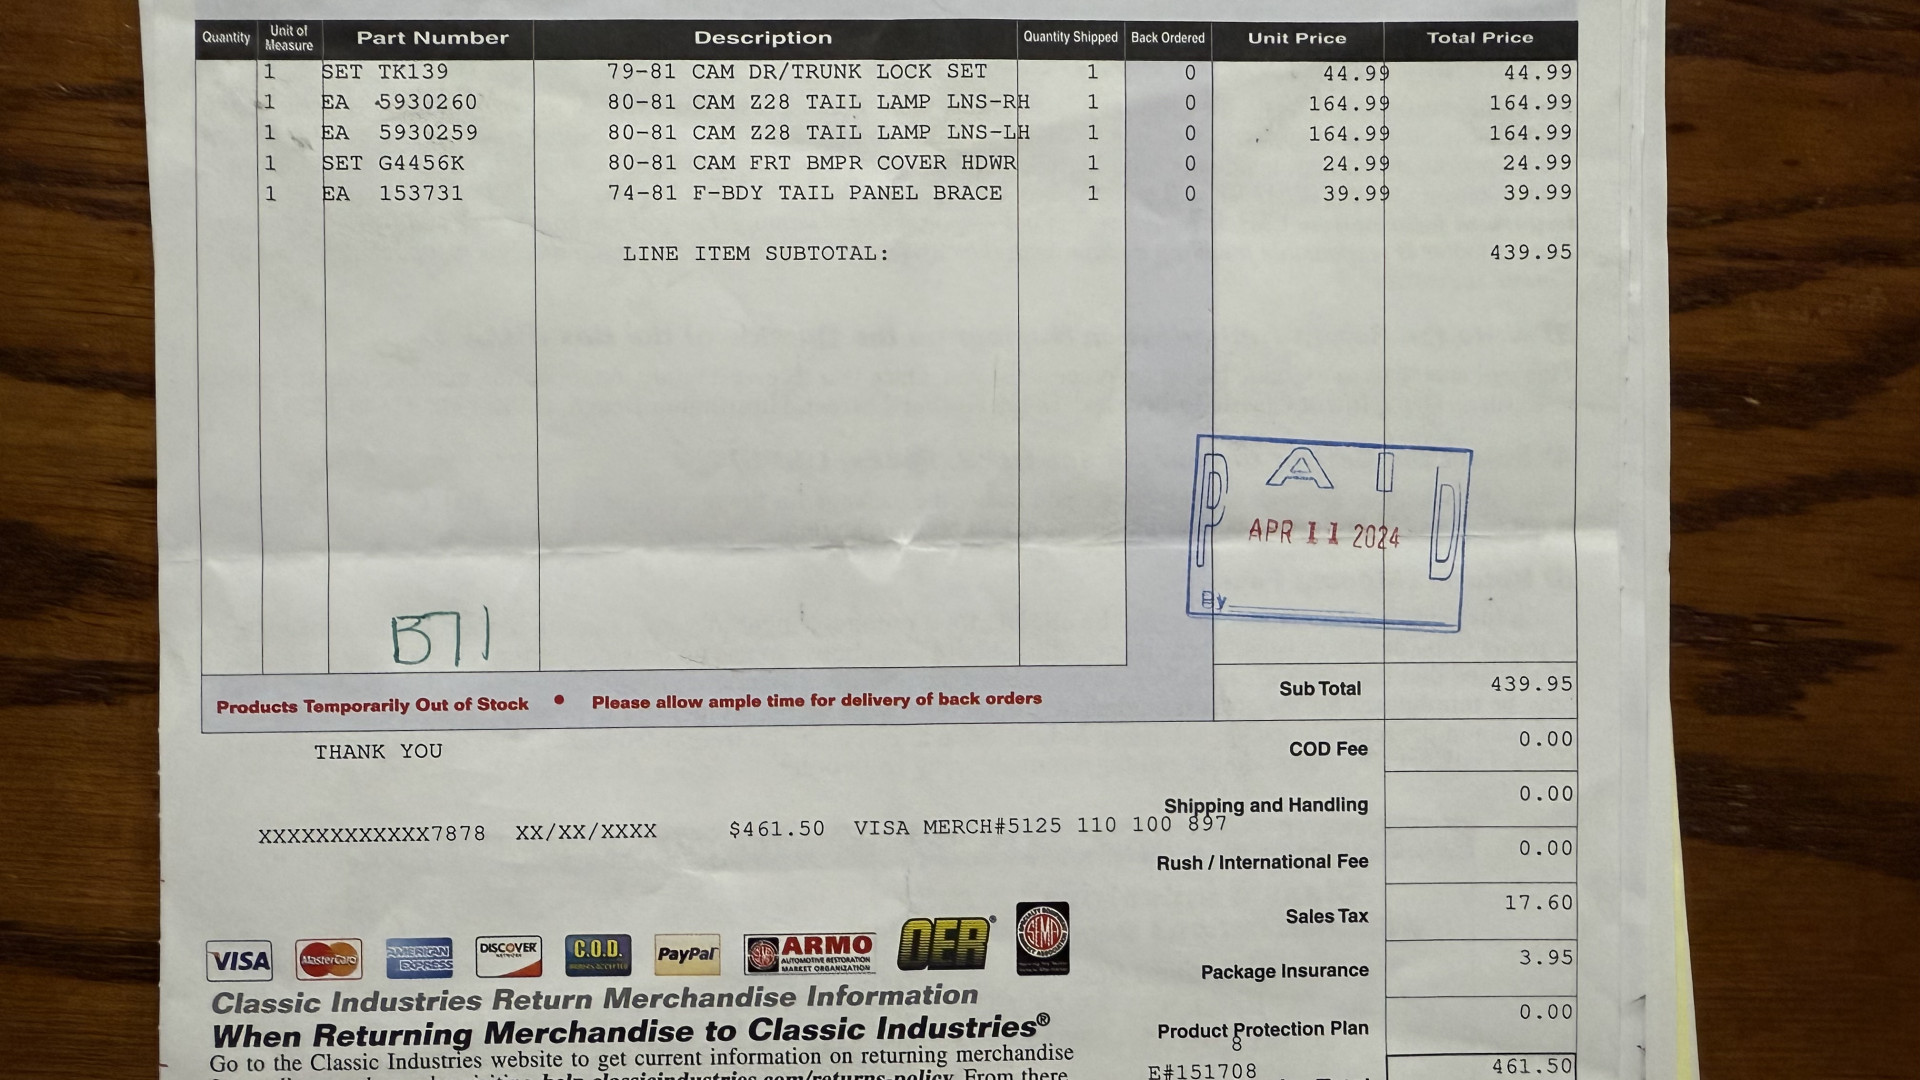 Quantity Unit of Measure Part Number Description Quantity Shipped Back Ordered Unit Price Total Price
1 SET TK139 79-81 CAM DR/TRUNK LOCK SET 1 0 44.99 44.99
1 EA 5930260 80-81 CAM Z28 TAIL LAMP LNS-RH 1 0 164.99 164.99
1 EA 5930259 80-81 CAM Z28 TAIL LAMP LNS-LH 1 0 164.99 164.99
1 SET G4456K 80-81 CAM FRT BMPR COVER HDWR 1 0 24.99 24.99
1 EA 153731 74-81 F-BDY TAIL PANEL BRACE 1 0 39.99 39.99
LINE ITEM SUBTOTAL: 439.95
PAID
APR 11 2024
By
B71
Sub Total 439.95
Products Temporarily Out of Stock • Please allow ample time for delivery of back orders
THANK YOU
COD Fee 0.00
Shipping and Handling 0.00
XXXXXXXXXXXX7878 XX/XX/XXXX $461.50 VISA MERCH#5125 110 100 897
Rush / International Fee 0.00
Sales Tax 17.60
VISA MasterCard AMERICAN EXPRESS DISCOVER NETWORK C.O.D. PayPal ARMO AUTOMOTIVE RESTORATION MARKET ORGANIZATION OER® SEMA
Package Insurance 3.95
Classic Industries Return Merchandise Information
When Returning Merchandise to Classic Industries®
Product Protection Plan 0.00
8
Go to the Classic Industries website to get current information on returning merchandise
E#151708 461.50
help.classicindustries.com/returns-policy. From there